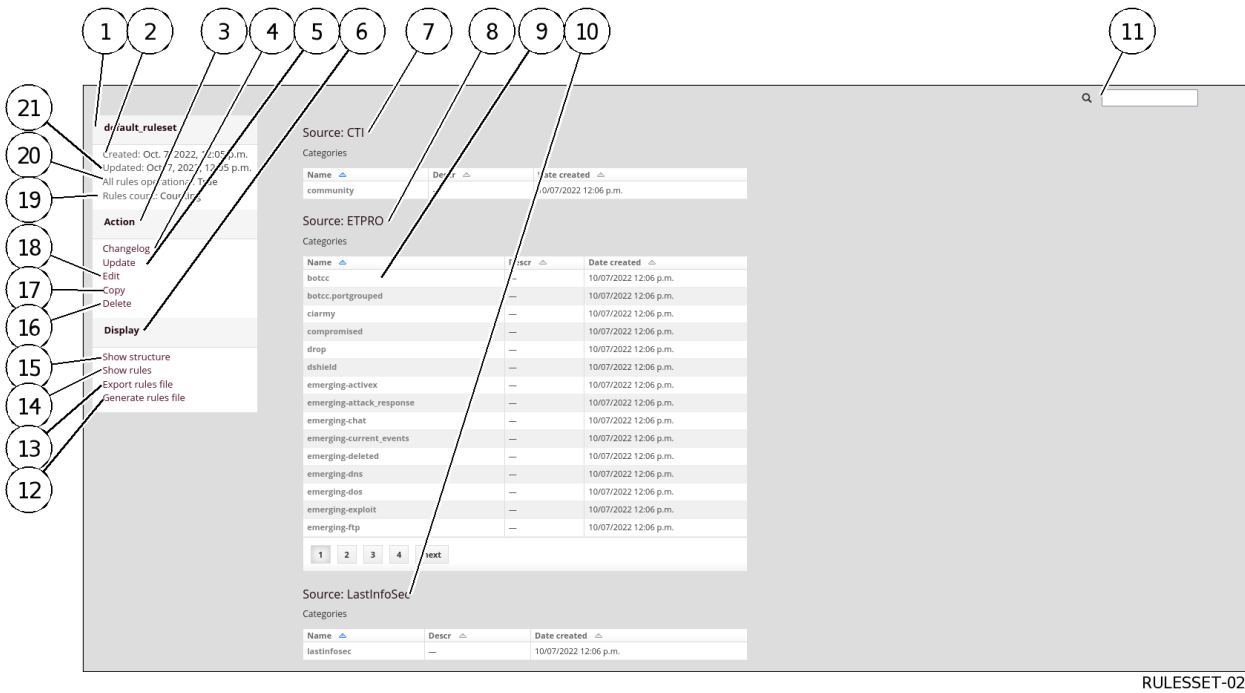 1 2 3 4 5 6 7 8 9 10 11
21
20
19
18
17
16
15
14
13
12
default_ruleset
Created: Oct. 7, 2022, 12:05 p.m.
Updated: Oct. 7, 2022, 12:05 p.m.
All rules operational: True
Rules count: Counting
Action
Changelog
Update
Edit
Copy
Delete
Display
Show structure
Show rules
Export rules file
Generate rules file
Source: CTI
Categories
Name Descr Date created
community — 10/07/2022 12:06 p.m.
Source: ETPRO
Categories
Name Descr Date created
botcc — 10/07/2022 12:06 p.m.
botcc.portgrouped — 10/07/2022 12:06 p.m.
ciarmy — 10/07/2022 12:06 p.m.
compromised — 10/07/2022 12:06 p.m.
drop — 10/07/2022 12:06 p.m.
dshield — 10/07/2022 12:06 p.m.
emerging-activex — 10/07/2022 12:06 p.m.
emerging-attack_response — 10/07/2022 12:06 p.m.
emerging-chat — 10/07/2022 12:06 p.m.
emerging-current_events — 10/07/2022 12:06 p.m.
emerging-deleted — 10/07/2022 12:06 p.m.
emerging-dns — 10/07/2022 12:06 p.m.
emerging-dos — 10/07/2022 12:06 p.m.
emerging-exploit — 10/07/2022 12:06 p.m.
emerging-ftp — 10/07/2022 12:06 p.m.
1 2 3 4 next
Source: LastInfoSec
Categories
Name Descr Date created
lastinfosec — 10/07/2022 12:06 p.m.
RULESSET-02